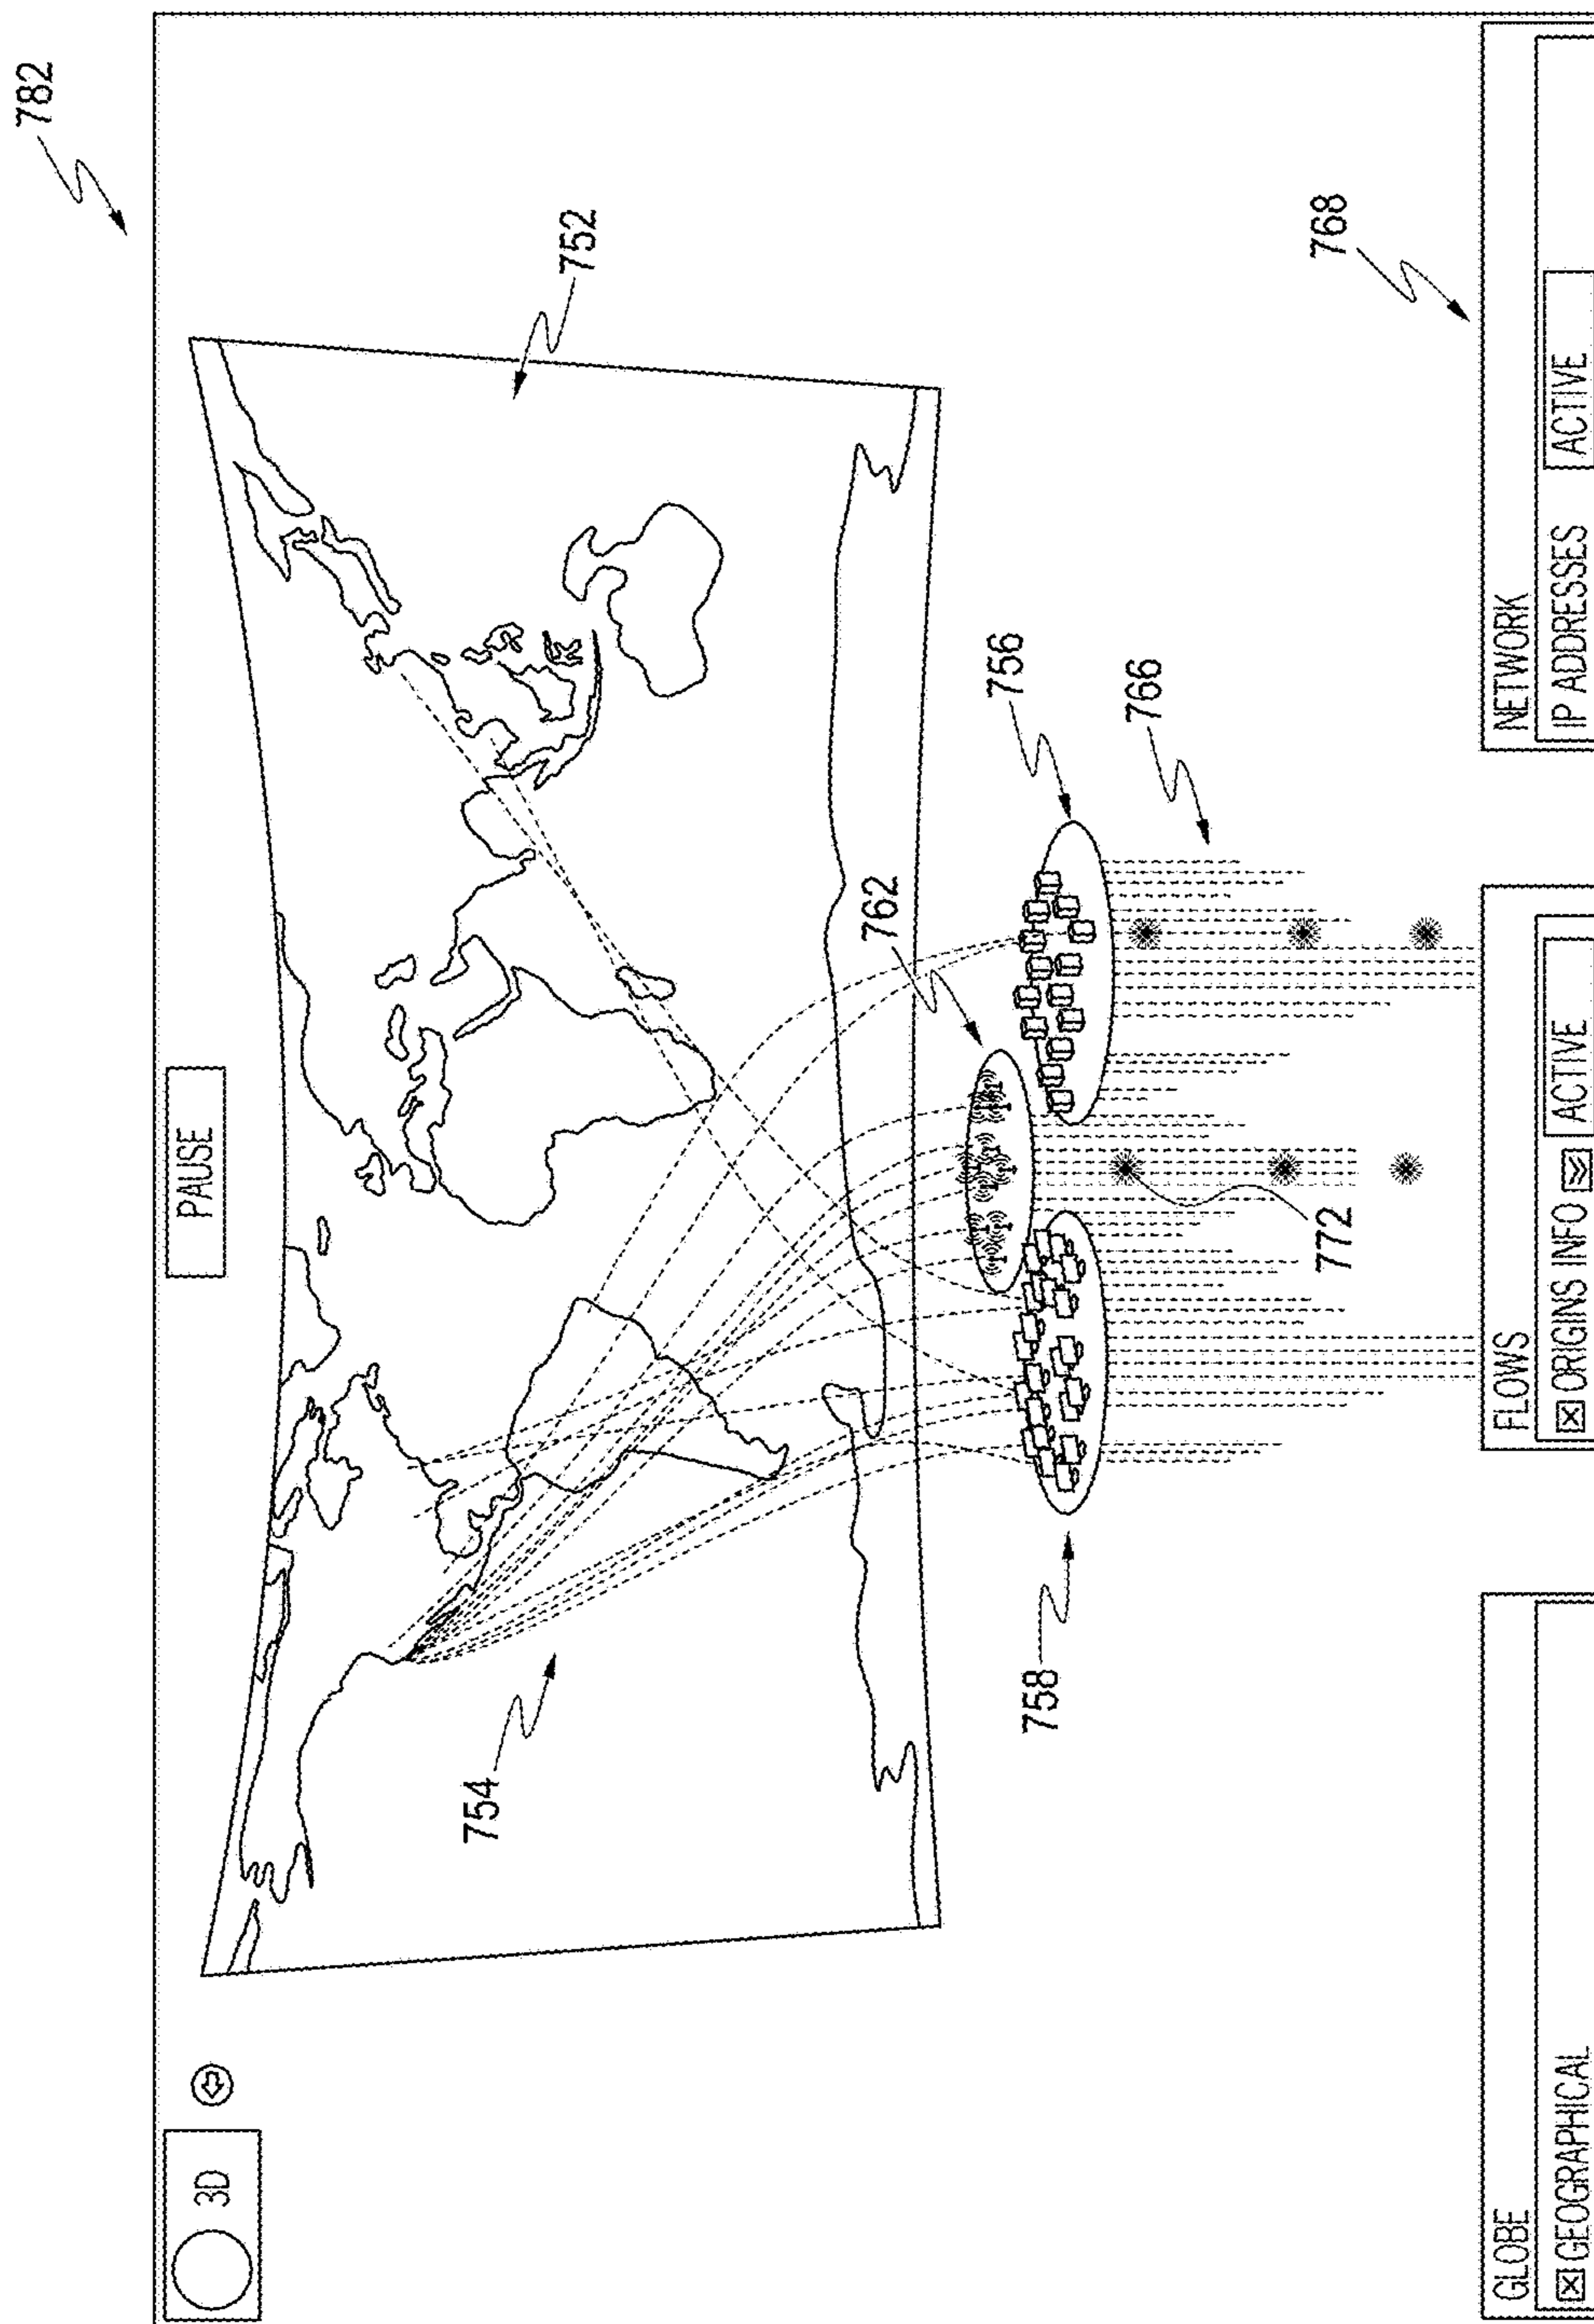 782
3D
PAUSE
752
754
762
756
758
766
772
768
GLOBE
GEOGRAPHICAL
FLOWS
ORIGINS INFO
ACTIVE
NETWORK
IP ADDRESSES
ACTIVE